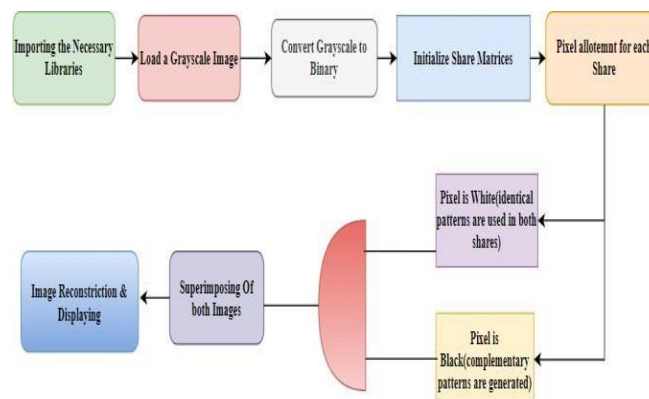 Importing the Necessary
Libraries
Load a Grayscale Image
Convert Grayscale to
Binary
Initialize Share Matrices
Pixel allotemnt for each
Share
Pixel is White(identical
patterns are used in both
shares)
Pixel is
Black(complementary
patterns are generated)
Superimposing Of
both Images
Image Reconstriction &
Displaying